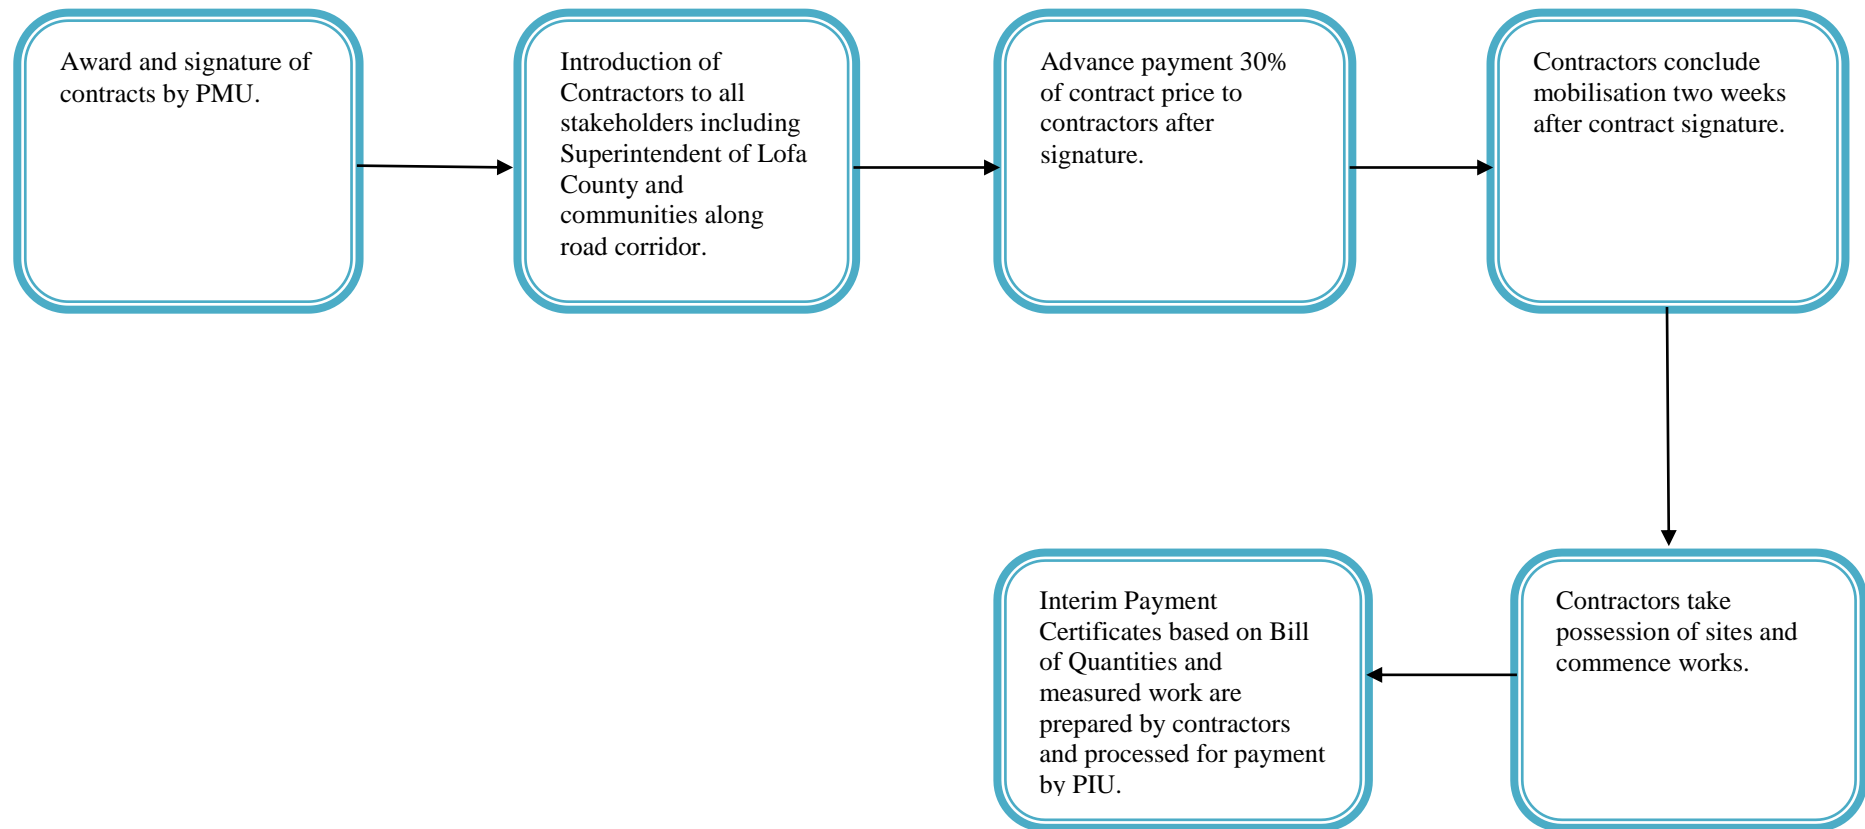 Award and signature of
contracts by PMU.
Introduction of
Contractors to all
stakeholders including
Superintendent of Lofa
County and
communities along
road corridor.
Advance payment 30%
of contract price to
contractors after
signature.
Contractors conclude
mobilisation two weeks
after contract signature.
Contractors take
possession of sites and
commence works.
Interim Payment
Certificates based on Bill
of Quantities and
measured work are
prepared by contractors
and processed for payment
by PIU.